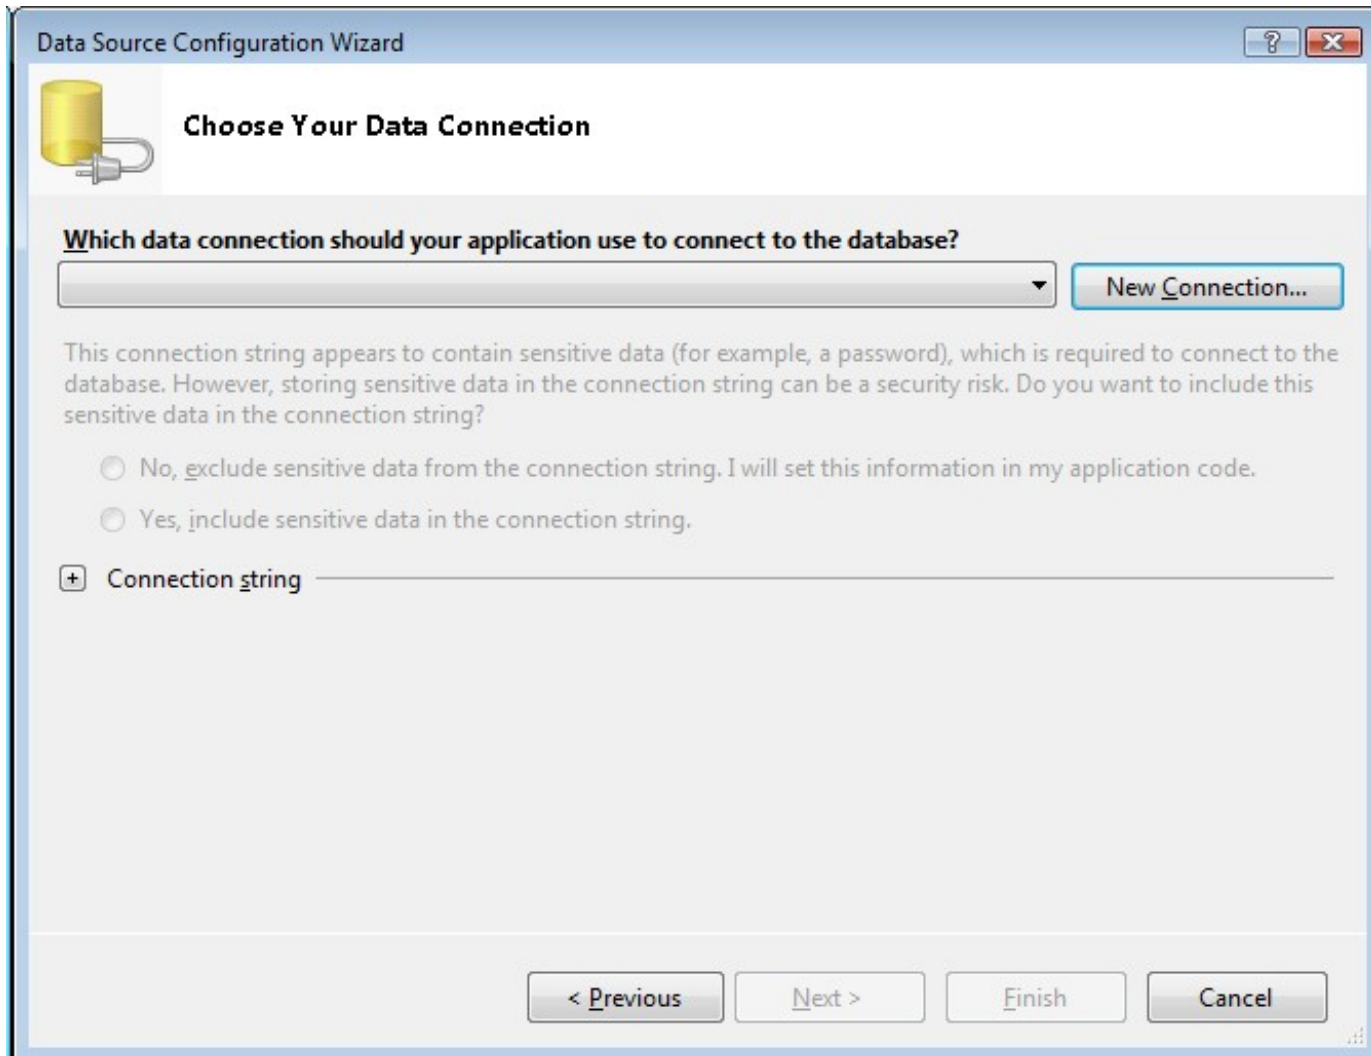 Data Source Configuration Wizard
Choose Your Data Connection
Which data connection should your application use to connect to the database?
New Connection...
This connection string appears to contain sensitive data (for example, a password), which is required to connect to the
database. However, storing sensitive data in the connection string can be a security risk. Do you want to include this
sensitive data in the connection string?
No, exclude sensitive data from the connection string. I will set this information in my application code.
Yes, include sensitive data in the connection string.
Connection string
< Previous
Next >
Finish
Cancel